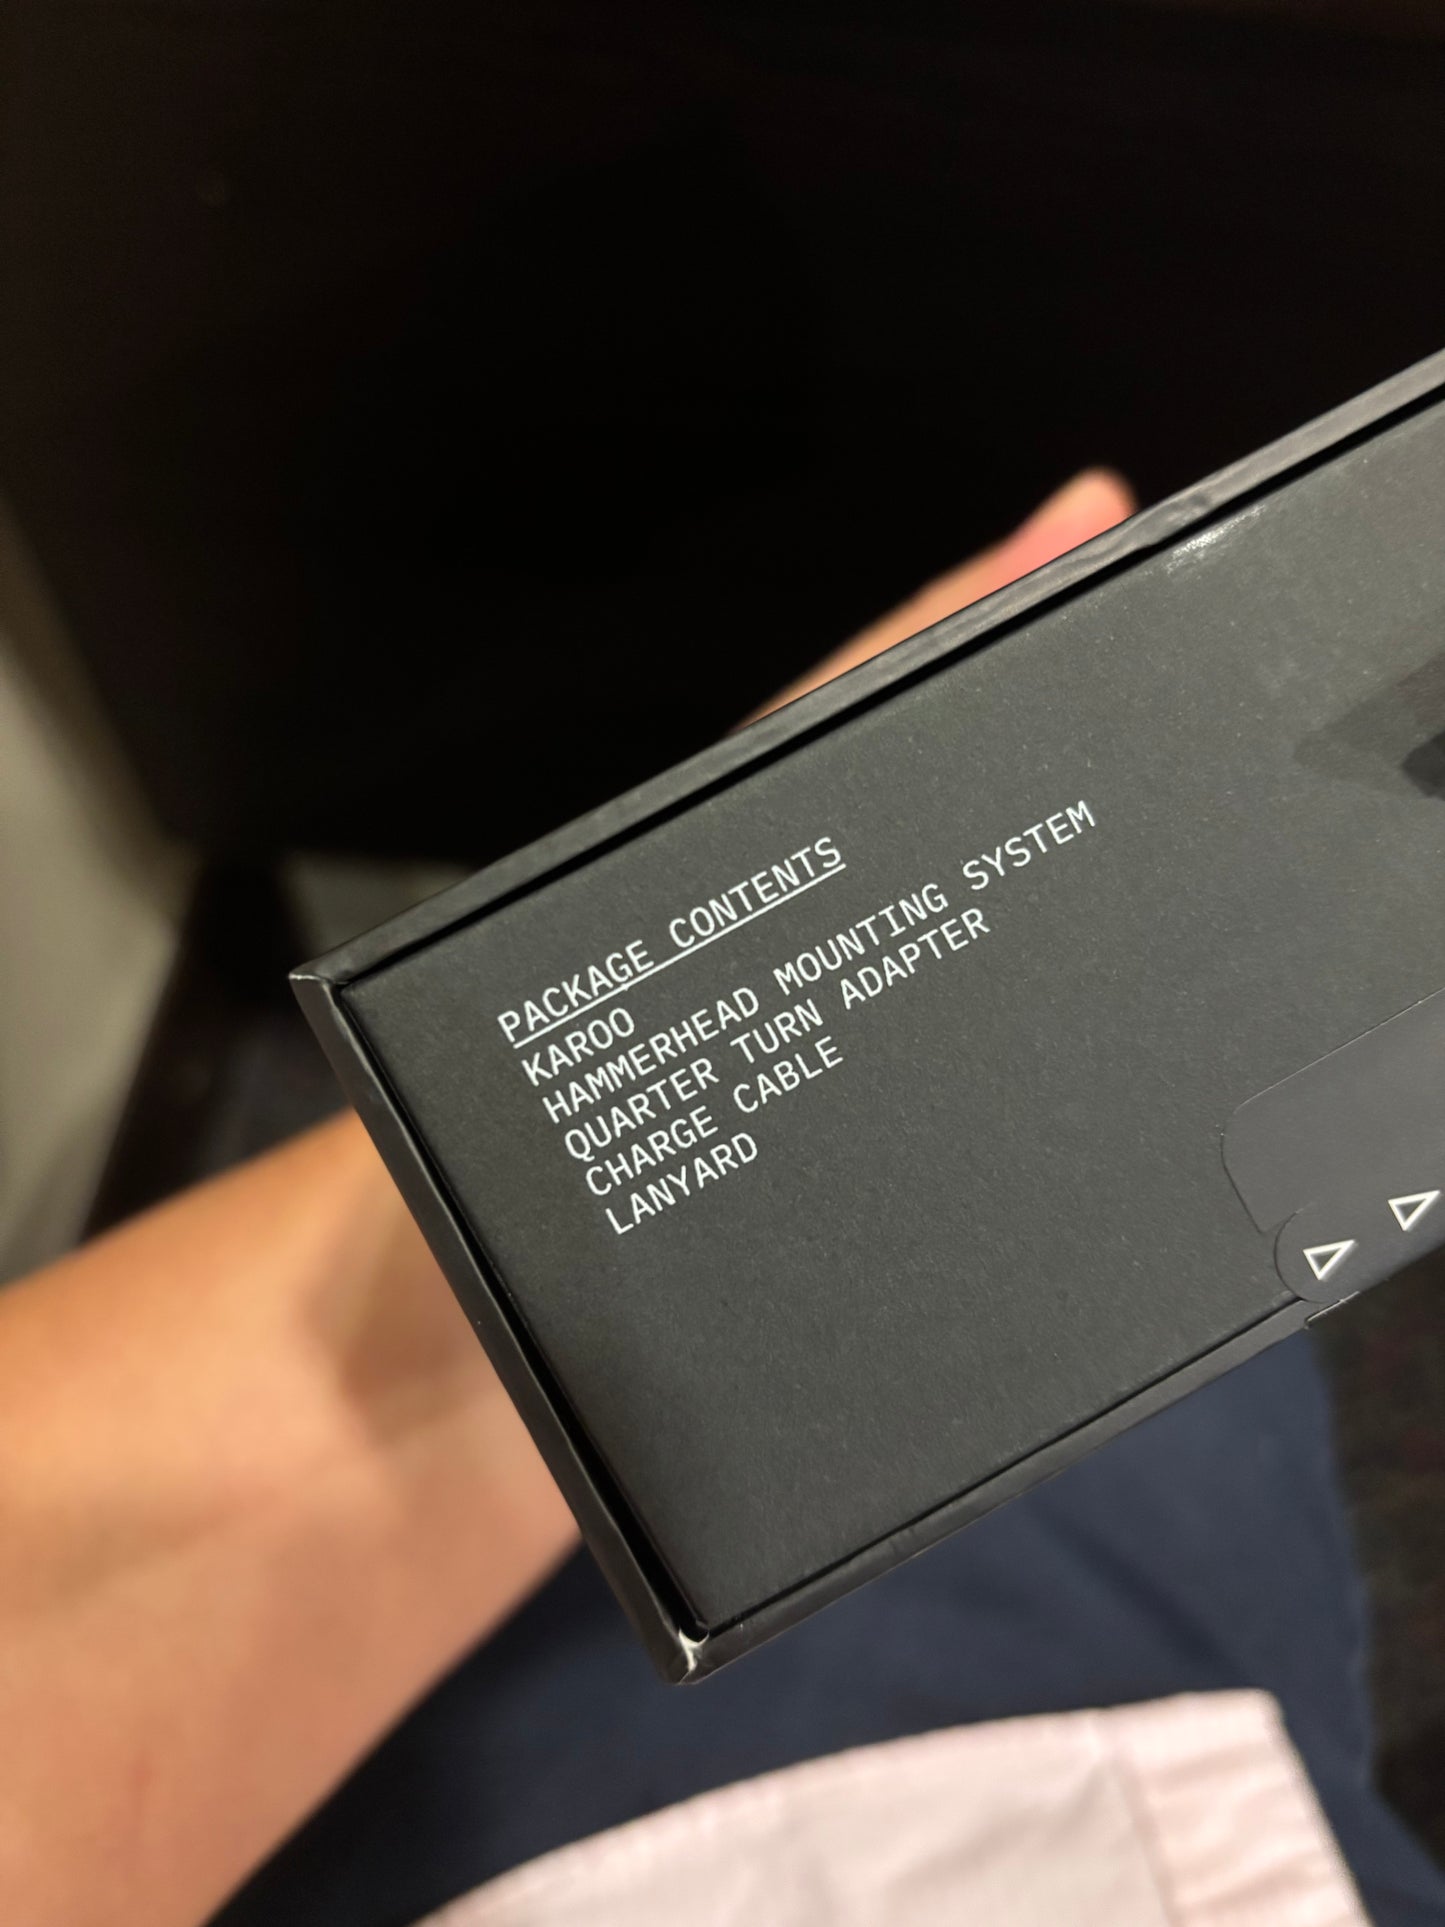 PACKAGE CONTENTS
KAROO
HAMMERHEAD MOUNTING SYSTEM
QUARTER TURN ADAPTER
CHARGE CABLE
LANYARD